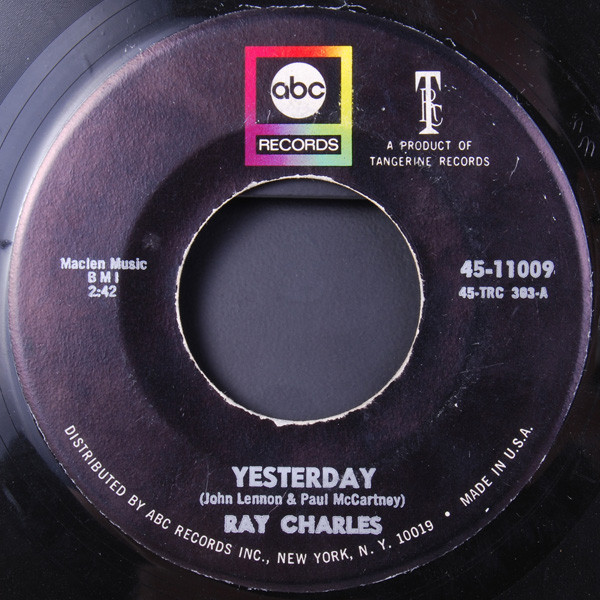 abc
RECORDS
TRC
A PRODUCT OF
TANGERINE RECORDS
Maclen Music
BMI
2:42
45-11009
45-TRC 303-A
YESTERDAY
(John Lennon & Paul McCartney)
RAY CHARLES
DISTRIBUTED BY ABC RECORDS INC., NEW YORK, N. Y. 10019 • MADE IN U.S.A.